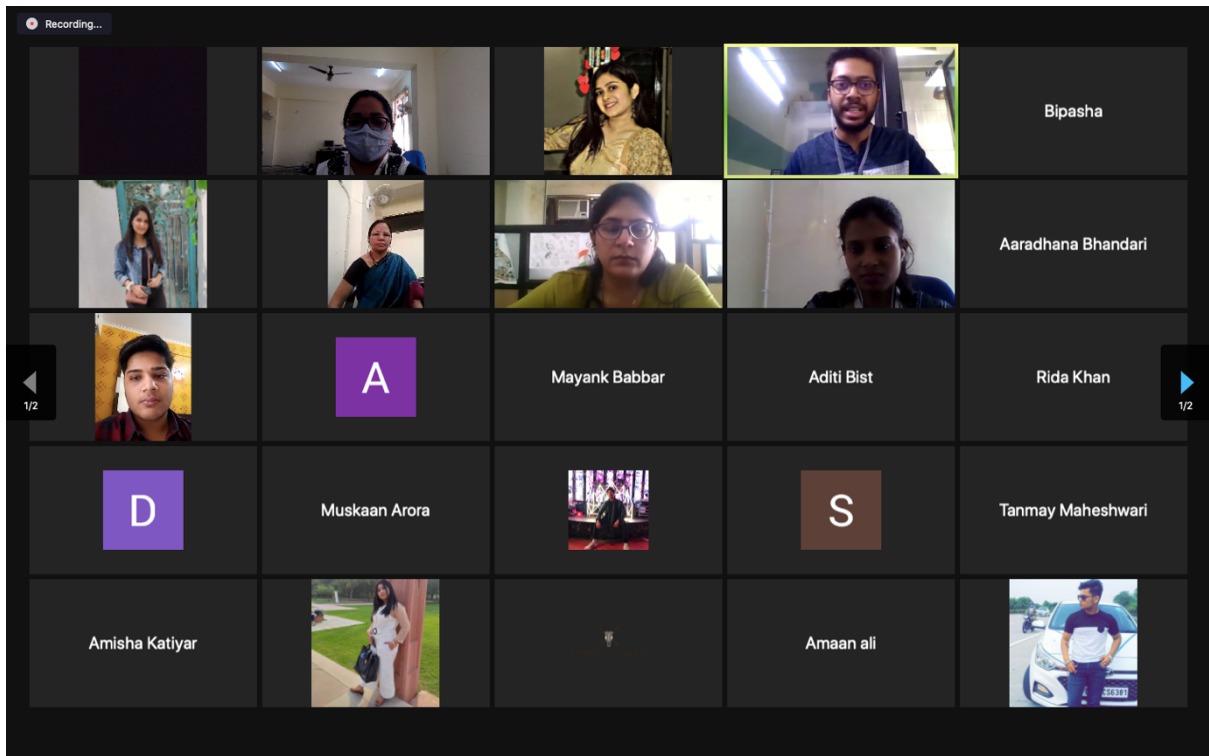 Recording...
Bipasha
Aaradhana Bhandari
1/2
A
Mayank Babbar
Aditi Bist
Rida Khan
1/2
D
Muskaan Arora
S
Tanmay Maheshwari
Amisha Katiyar
Amaan ali